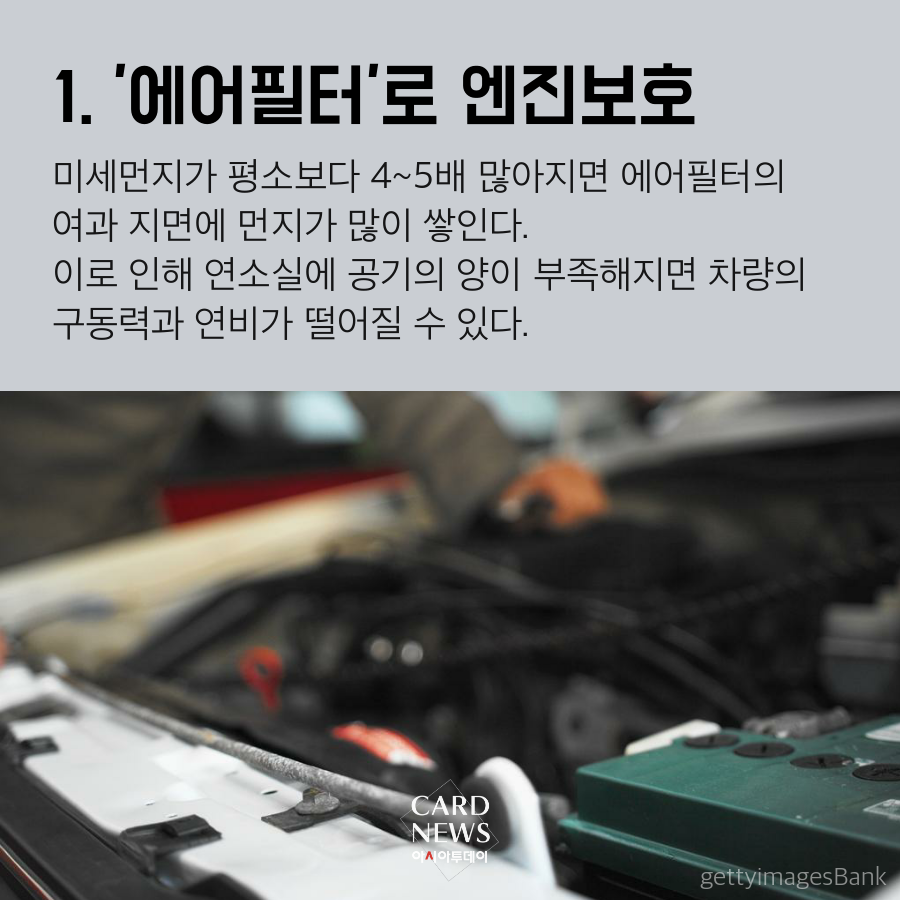 1. '에어필터'로 엔진보호
미세먼지가 평소보다 4~5배 많아지면 에어필터의
여과 지면에 먼지가 많이 쌓인다.
이로 인해 연소실에 공기의 양이 부족해지면 차량의
구동력과 연비가 떨어질 수 있다.
CARD
NEWS
아시아투데이
gettyimagesBank